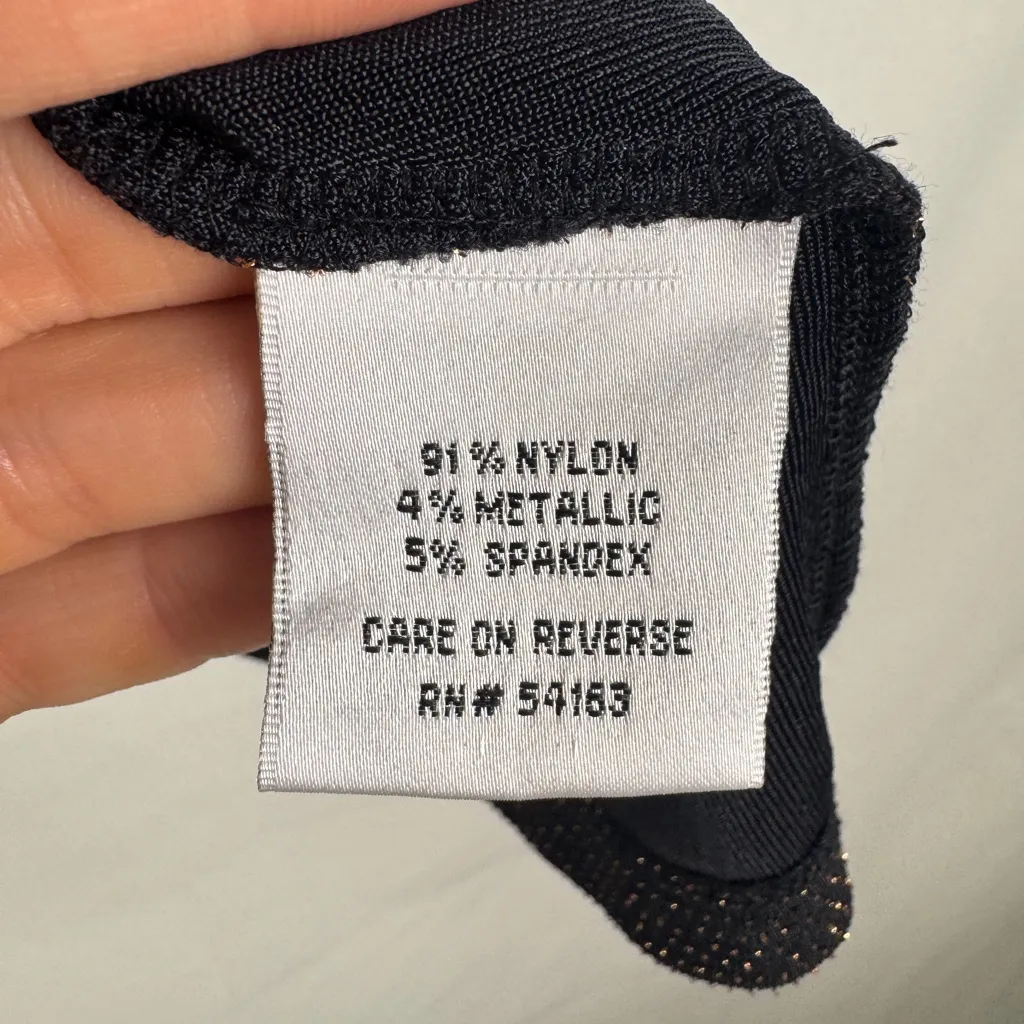 91% NYLON
4% METALLIC
5% SPANDEX
CARE ON REVERSE
RN# 54163